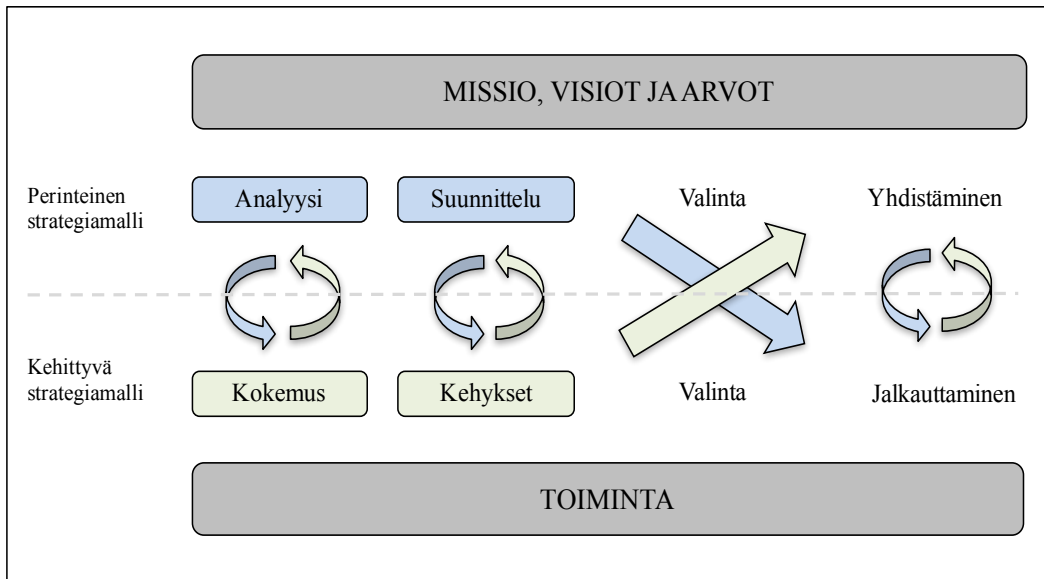 MISSIO, VISIOT JA ARVOT
Perinteinen
strategiamalli
Analyysi
Suunnittelu
Valinta
Yhdistäminen
Kehittyvä
strategiamalli
Kokemus
Kehykset
Valinta
Jalkauttaminen
TOIMINTA